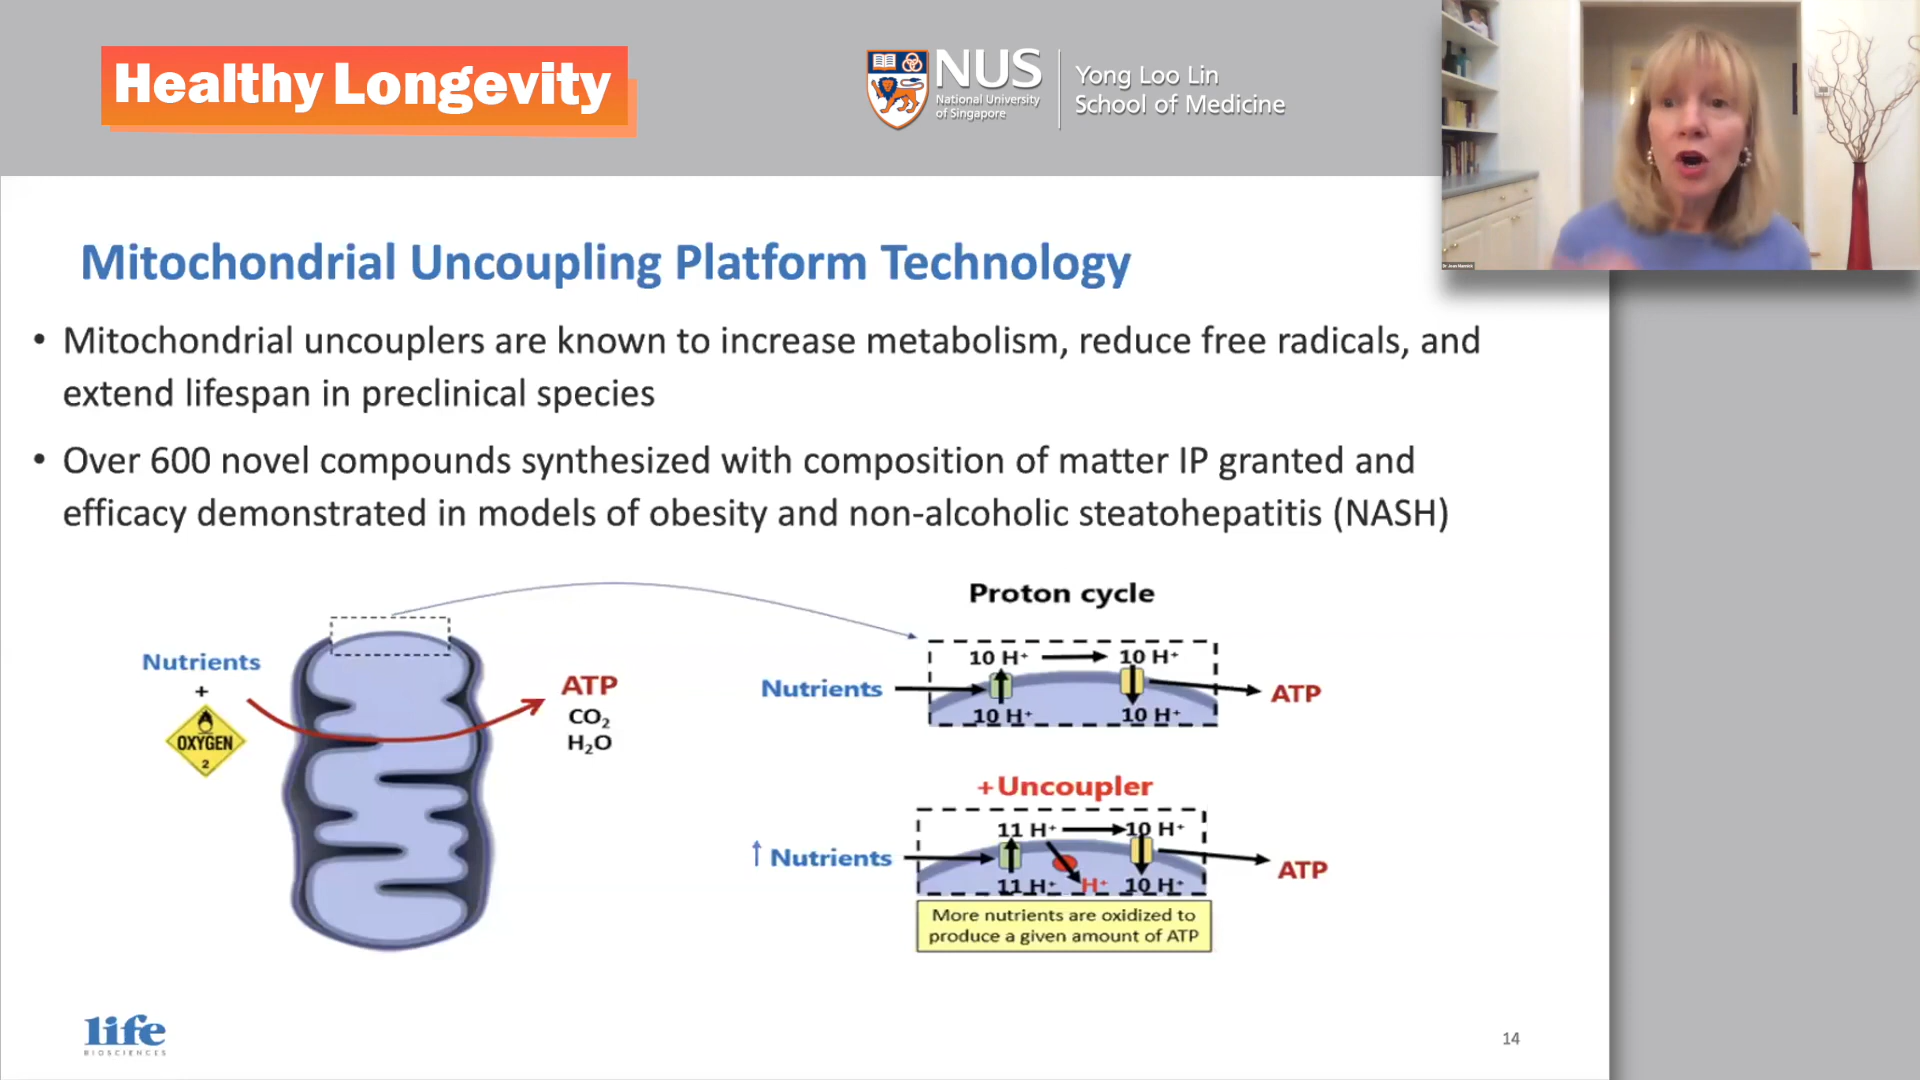 Healthy Longevity
NUS
National University
of Singapore
Yong Loo Lin
School of Medicine
Dr Joan Mannick
Mitochondrial Uncoupling Platform Technology
• Mitochondrial uncouplers are known to increase metabolism, reduce free radicals, and
extend lifespan in preclinical species
• Over 600 novel compounds synthesized with composition of matter IP granted and
efficacy demonstrated in models of obesity and non-alcoholic steatohepatitis (NASH)
Nutrients
+
OXYGEN
2
ATP
CO₂
H₂O
Proton cycle
10 H⁺ 10 H⁺
Nutrients
ATP
10 H⁺ 10 H⁺
+Uncoupler
11 H⁺ 10 H⁺
↑ Nutrients
ATP
11 H⁺ H⁺ 10 H⁺
More nutrients are oxidized to
produce a given amount of ATP
life
BIOSCIENCES
14